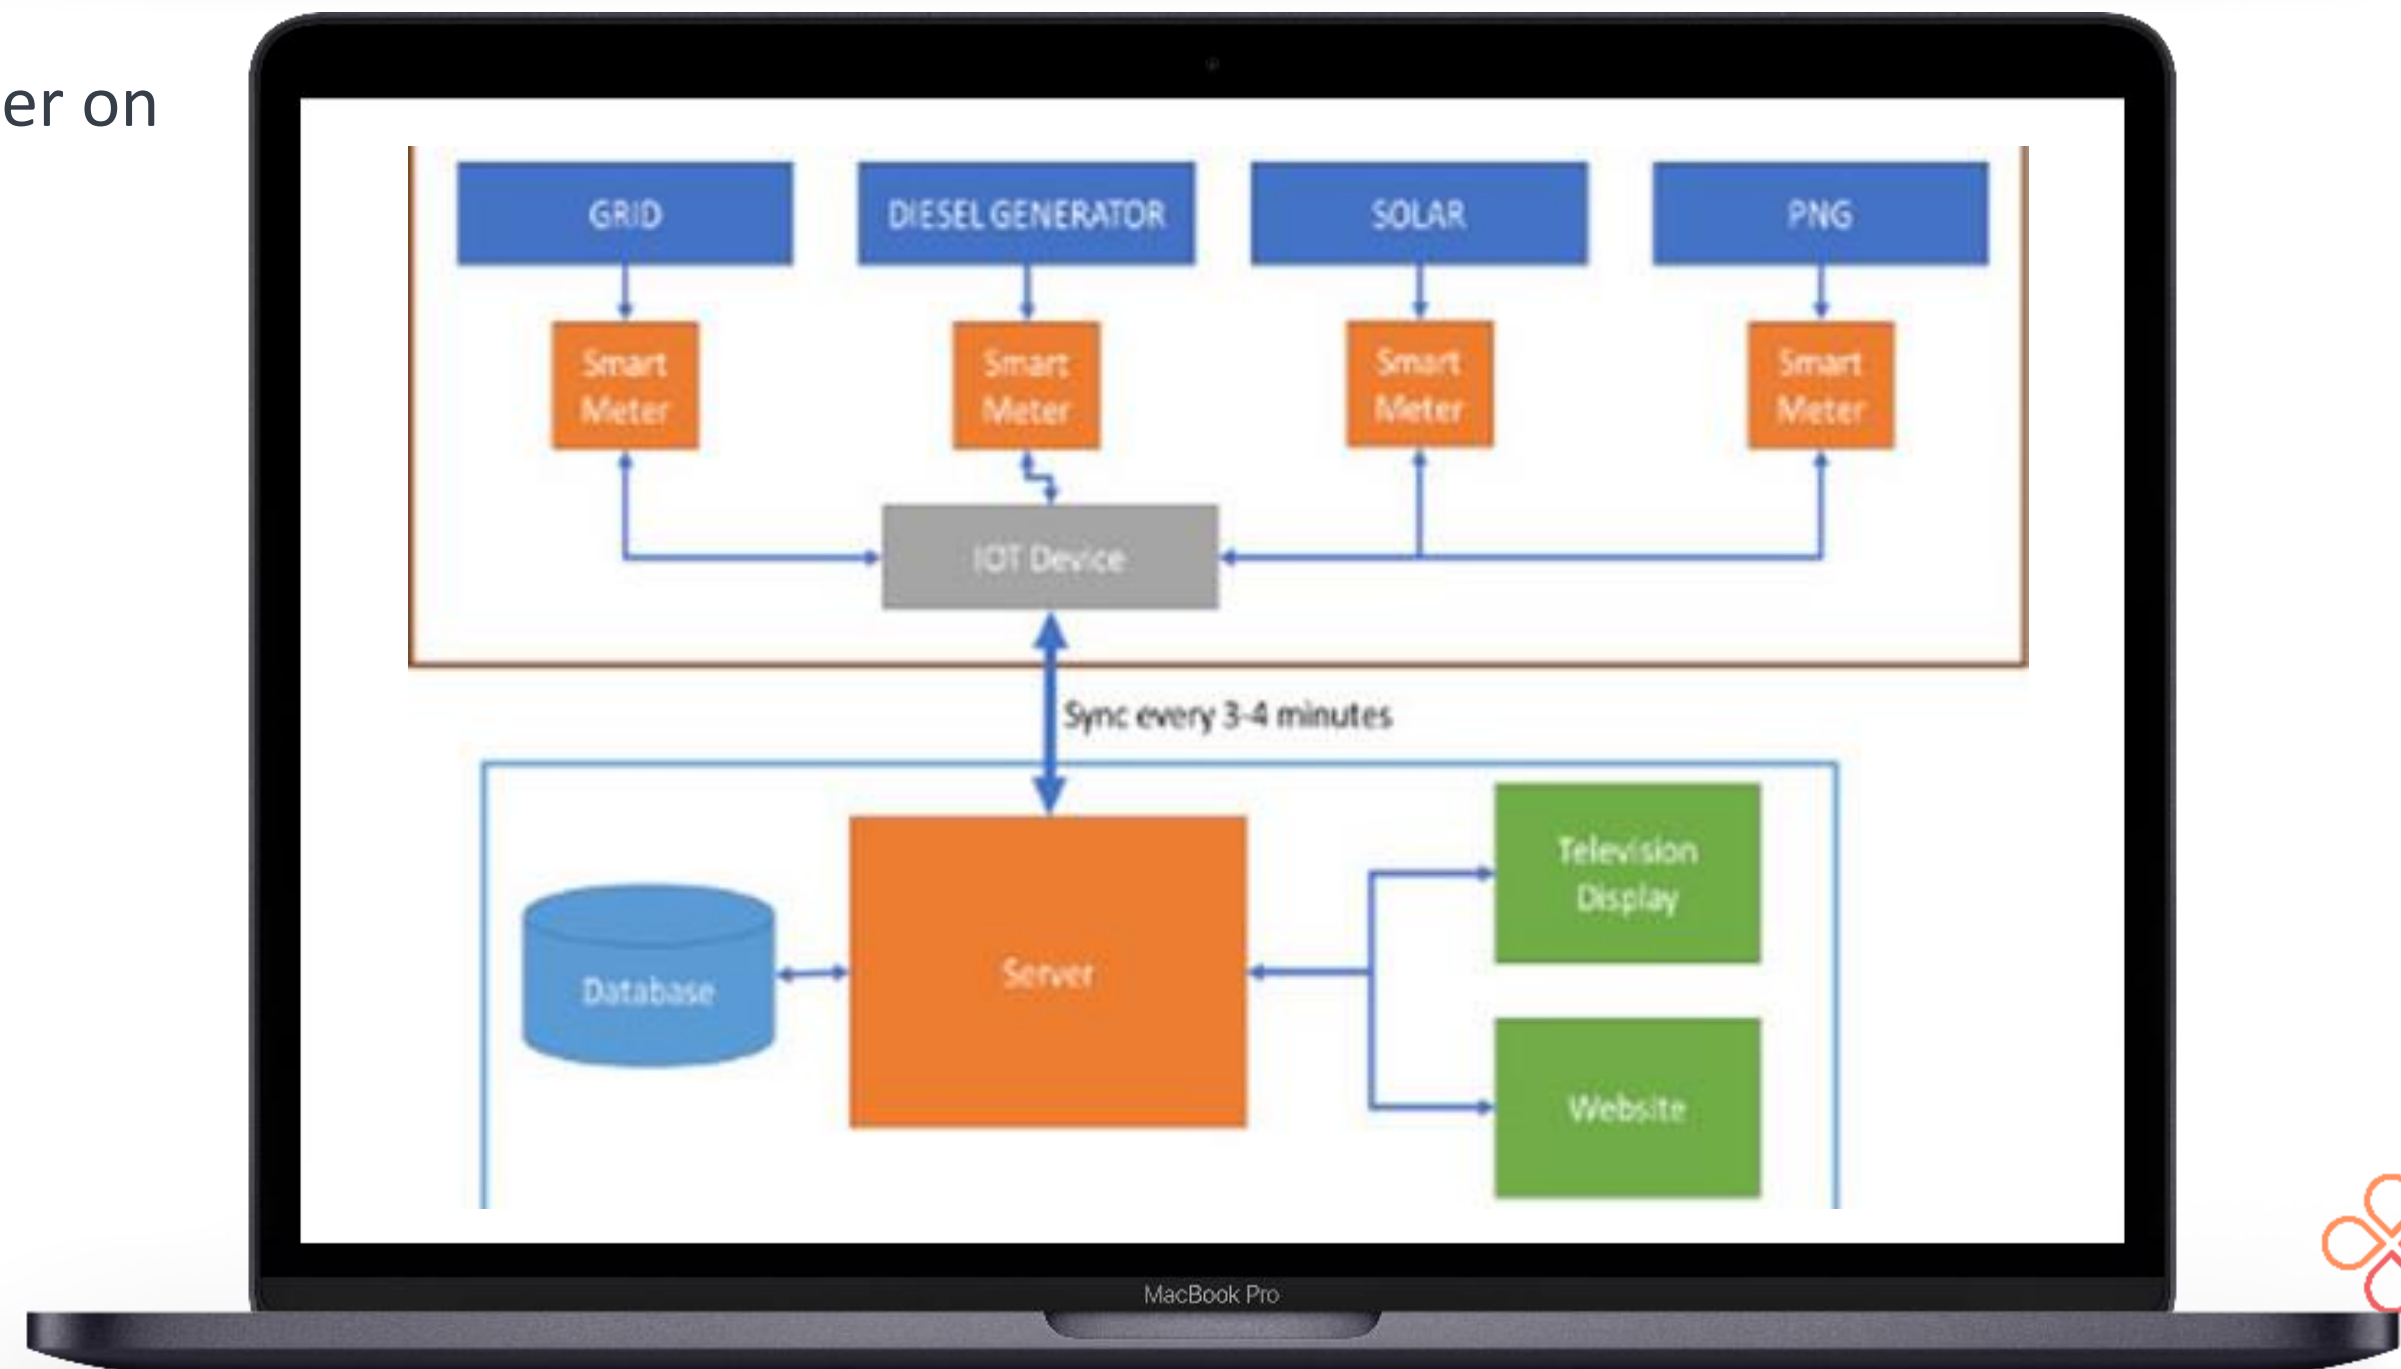 er on
GRID
DIESEL GENERATOR
SOLAR
PNG
Smart
Meter
Smart
Meter
Smart
Meter
Smart
Meter
IOT Device
Sync every 3-4 minutes
Television
Display
Database
Server
Website
MacBook Pro